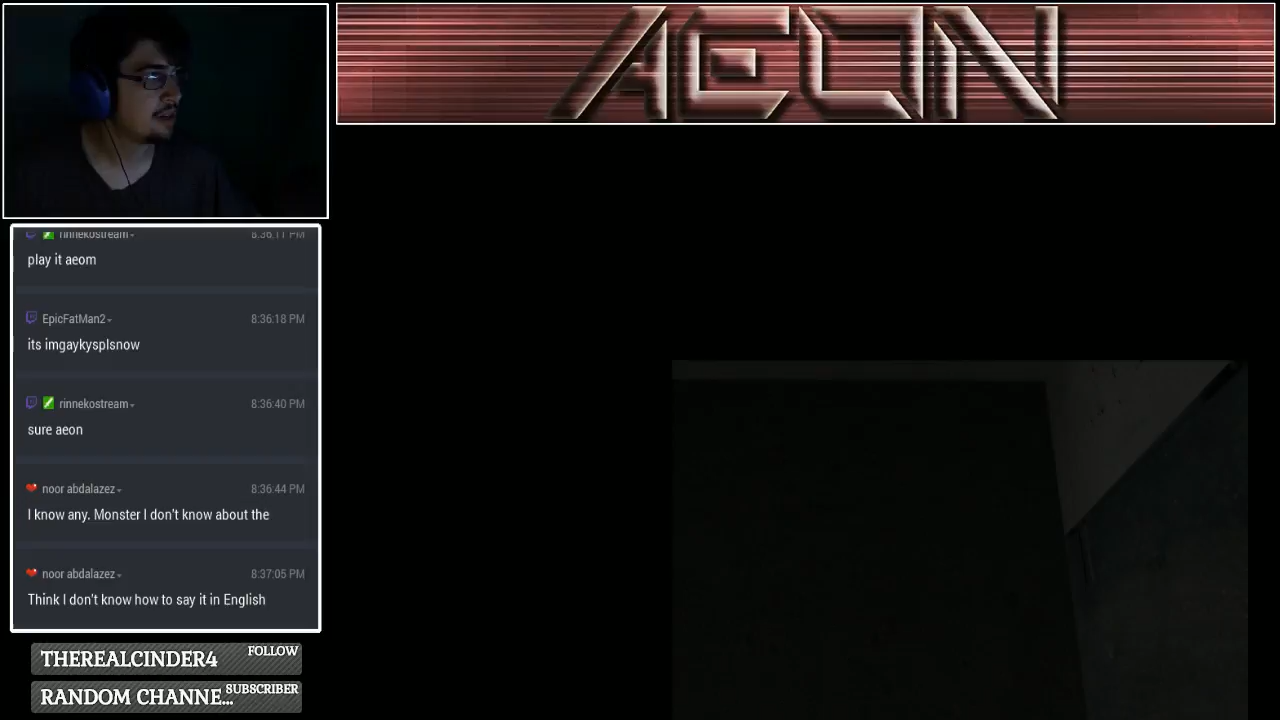 AEON
rinnekostream
8:36:11 PM
play it aeom
EpicFatMan2
8:36:18 PM
its imgaykysplsnow
rinnekostream
8:36:40 PM
sure aeon
noor abdalazez
8:36:44 PM
I know any. Monster I don't know about the
noor abdalazez
8:37:05 PM
Think I don't know how to say it in English
THEREALCINDER4 FOLLOW
RANDOM CHANNE... SUBSCRIBER